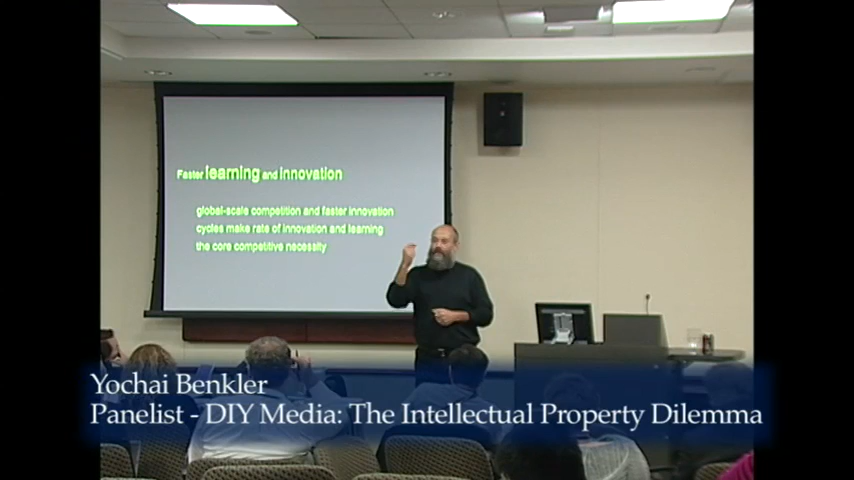 Faster learning and innovation
global-scale competition and faster innovation
cycles make rate of innovation and learning
the core competitive necessity
Yochai Benkler
Panelist - DIY Media: The Intellectual Property Dilemma